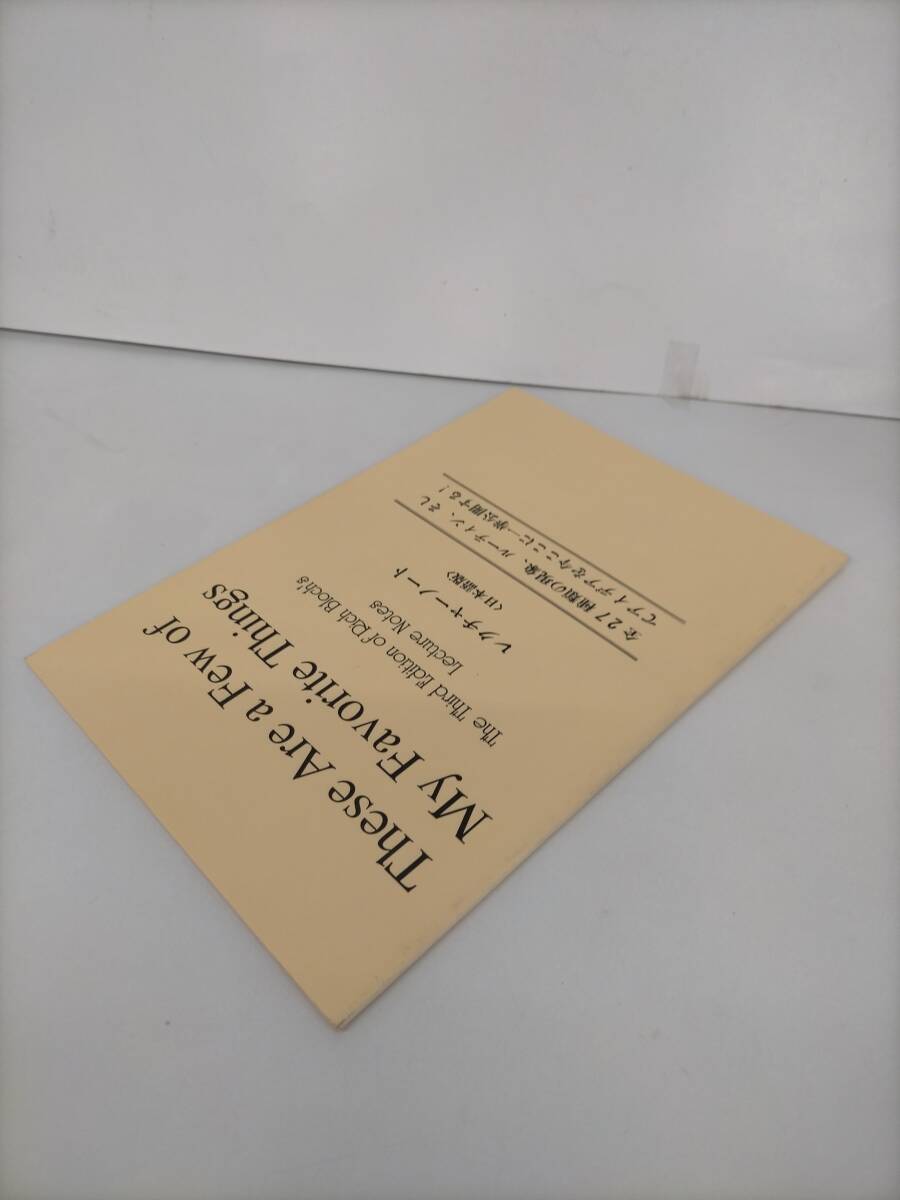 These Are a Few of
My Favorite Things
The Third Edition of Rich Bloch's
Lecture Notes
レクチャーノート
〈日本語版〉
全27種類の現象、ルーティン、そし
てアイデアを今ここに一挙公開する!